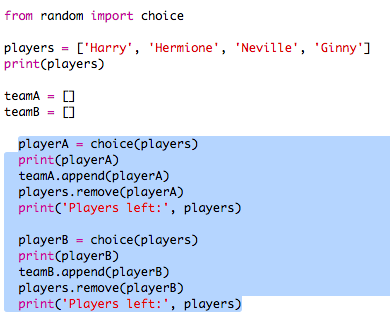 from random import choice
players = ['Harry', 'Hermione', 'Neville', 'Ginny']
print(players)
teamA = []
teamB = []
playerA = choice(players)
print(playerA)
teamA.append(playerA)
players.remove(playerA)
print('Players left:', players)
playerB = choice(players)
print(playerB)
teamB.append(playerB)
players.remove(playerB)
print('Players left:', players)